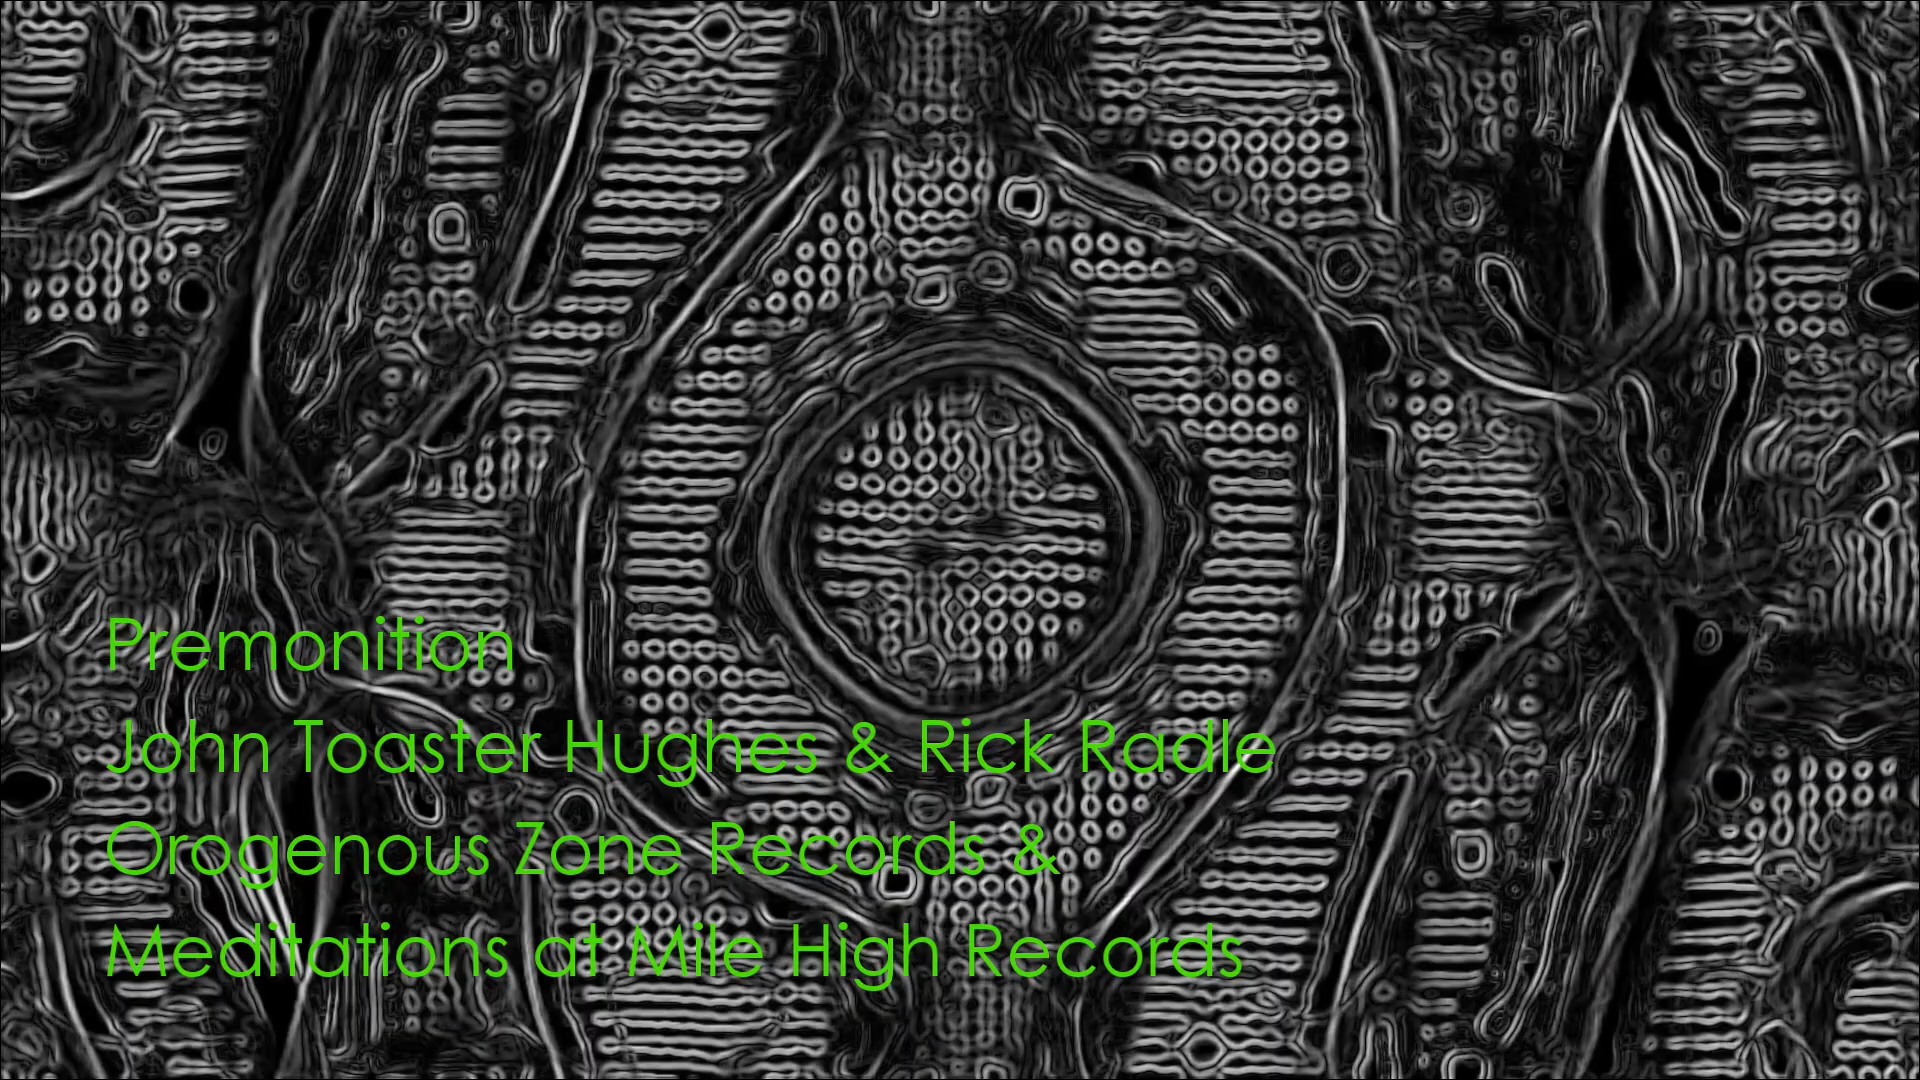 Premonition
John Toaster Hughes & Rick Radle
Orogenous Zone Records &
Meditations at Mile High Records